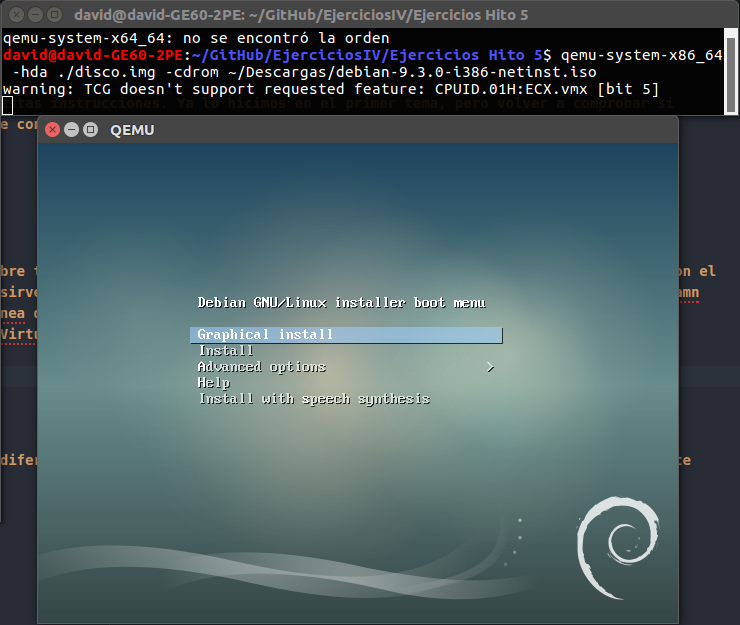 david@david-GE60-2PE: ~/GitHub/EjerciciosIV/Ejercicios Hito 5
qemu-system-x64_64: no se encontró la orden
david@david-GE60-2PE:~/GitHub/EjerciciosIV/Ejercicios Hito 5$ qemu-system-x86_64
-hda ./disco.img -cdrom ~/Descargas/debian-9.3.0-i386-netinst.iso
warning: TCG doesn't support requested feature: CPUID.01H:ECX.vmx [bit 5]
stas instrucciones. Ya lo hicimos en el primer tema, pero volver a comprobar si
e con
QEMU
bre
on el
sirve
amn
nea
Virtu
difer
te
Debian GNU/Linux installer boot menu
Graphical install
Install
Advanced options >
Help
Install with speech synthesis